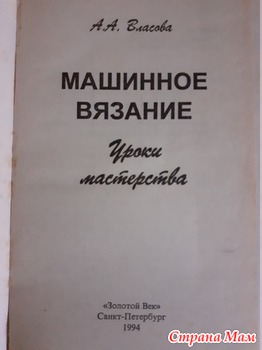 А.А. Власова
МАШИННОЕ
ВЯЗАНИЕ
Уроки
мастерства
«Золотой Век»
Санкт-Петербург
1994
Страна Мам